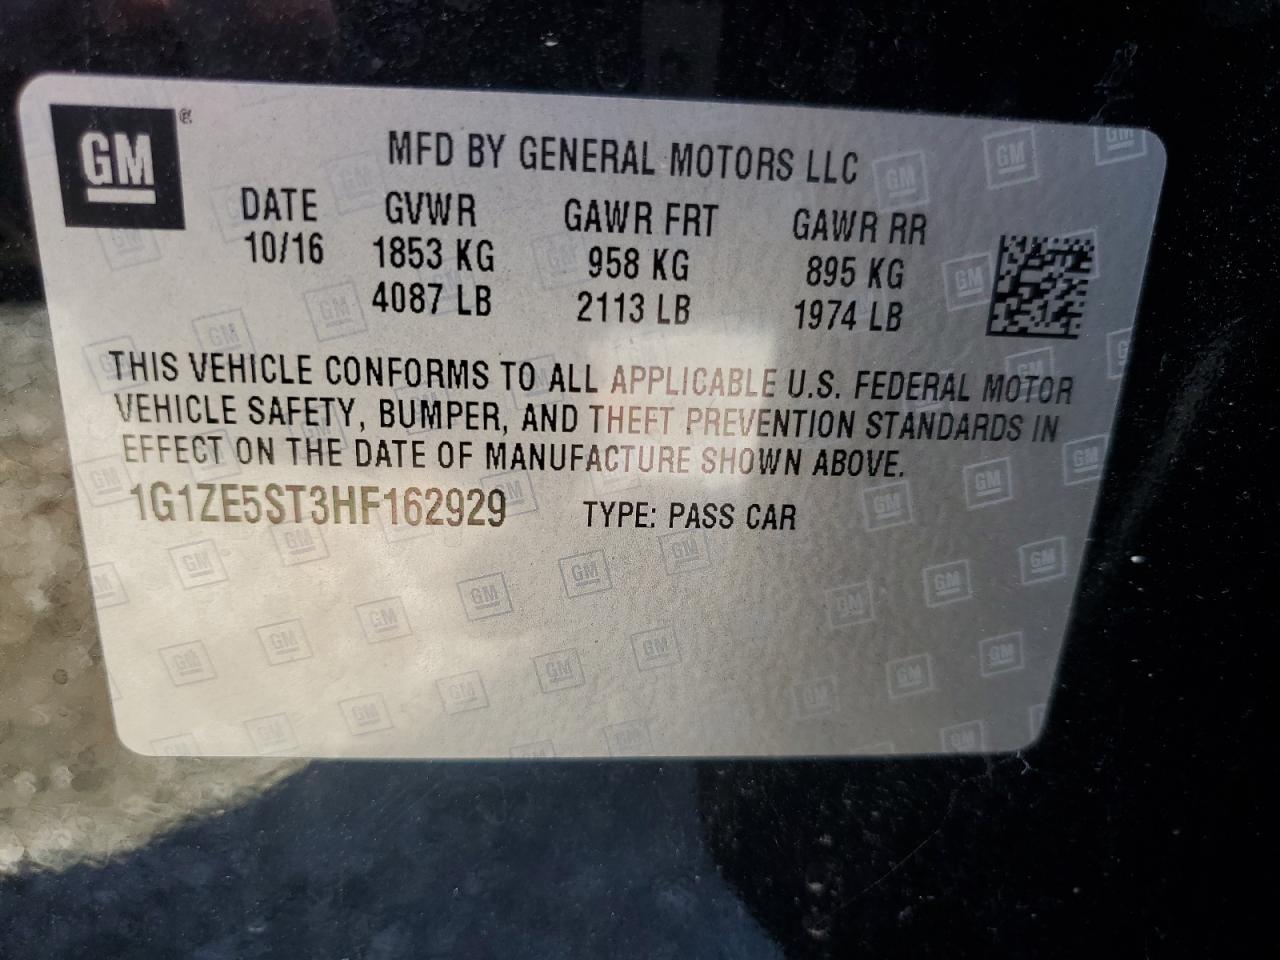 GM ®
MFD BY GENERAL MOTORS LLC
DATE GVWR GAWR FRT GAWR RR
10/16 1853 KG 958 KG 895 KG
4087 LB 2113 LB 1974 LB
THIS VEHICLE CONFORMS TO ALL APPLICABLE U.S. FEDERAL MOTOR
VEHICLE SAFETY, BUMPER, AND THEFT PREVENTION STANDARDS IN
EFFECT ON THE DATE OF MANUFACTURE SHOWN ABOVE.
1G1ZE5ST3HF162929 TYPE: PASS CAR